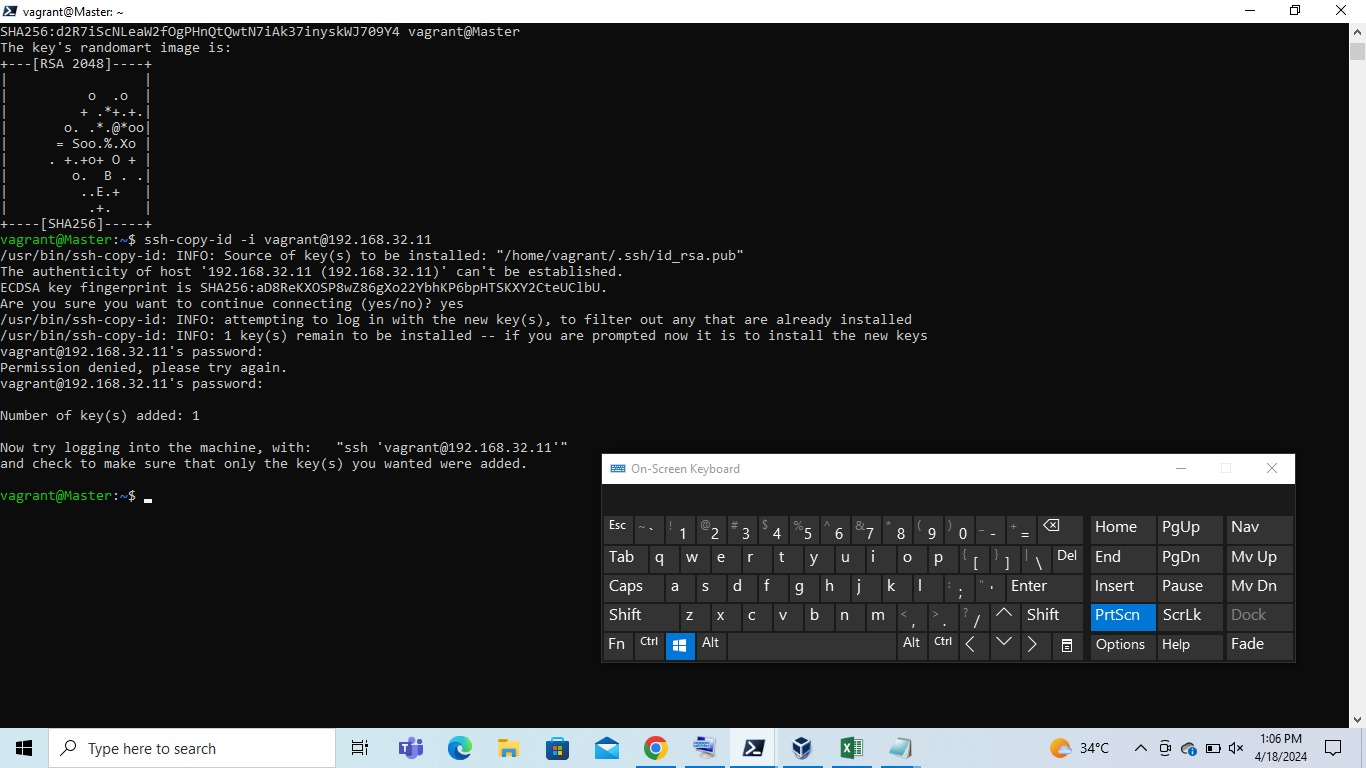 vagrant@Master: ~
SHA256:d2R7iScNLeaW2fOgPHnQtQwtN7iAk37inyskWJ709Y4 vagrant@Master
The key's randomart image is:
+---[RSA 2048]----+
|                 |
|          o  .o  |
|         + .*+.+.|
|       o. .*.@*oo|
|      = Soo.%.Xo |
|     . +.+o+ O + |
|        o.  B . .|
|         ..E.+   |
|          .+.    |
+----[SHA256]-----+
vagrant@Master:~$ ssh-copy-id -i vagrant@192.168.32.11
/usr/bin/ssh-copy-id: INFO: Source of key(s) to be installed: "/home/vagrant/.ssh/id_rsa.pub"
The authenticity of host '192.168.32.11 (192.168.32.11)' can't be established.
ECDSA key fingerprint is SHA256:aD8ReKXOSP8wZ86gXo22YbhKP6bpHTSKXY2CteUClbU.
Are you sure you want to continue connecting (yes/no)? yes
/usr/bin/ssh-copy-id: INFO: attempting to log in with the new key(s), to filter out any that are already installed
/usr/bin/ssh-copy-id: INFO: 1 key(s) remain to be installed -- if you are prompted now it is to install the new keys
vagrant@192.168.32.11's password:
Permission denied, please try again.
vagrant@192.168.32.11's password:
Number of key(s) added: 1
Now try logging into the machine, with:   "ssh 'vagrant@192.168.32.11'"
and check to make sure that only the key(s) you wanted were added.
vagrant@Master:~$
On-Screen Keyboard
Esc ~ ` ! 1 @ 2 # 3 $ 4 % 5 ^ 6 & 7 * 8 ( 9 ) 0 _ - + = Home PgUp Nav
Tab q w e r t y u i o p { [ } ] | \ Del End PgDn Mv Up
Caps a s d f g h j k l : ; " ' Enter Insert Pause Mv Dn
Shift z x c v b n m < , > . ? / Shift PrtScn ScrLk Dock
Fn Ctrl Alt Alt Ctrl Options Help Fade
Type here to search
34°C
1:06 PM
4/18/2024